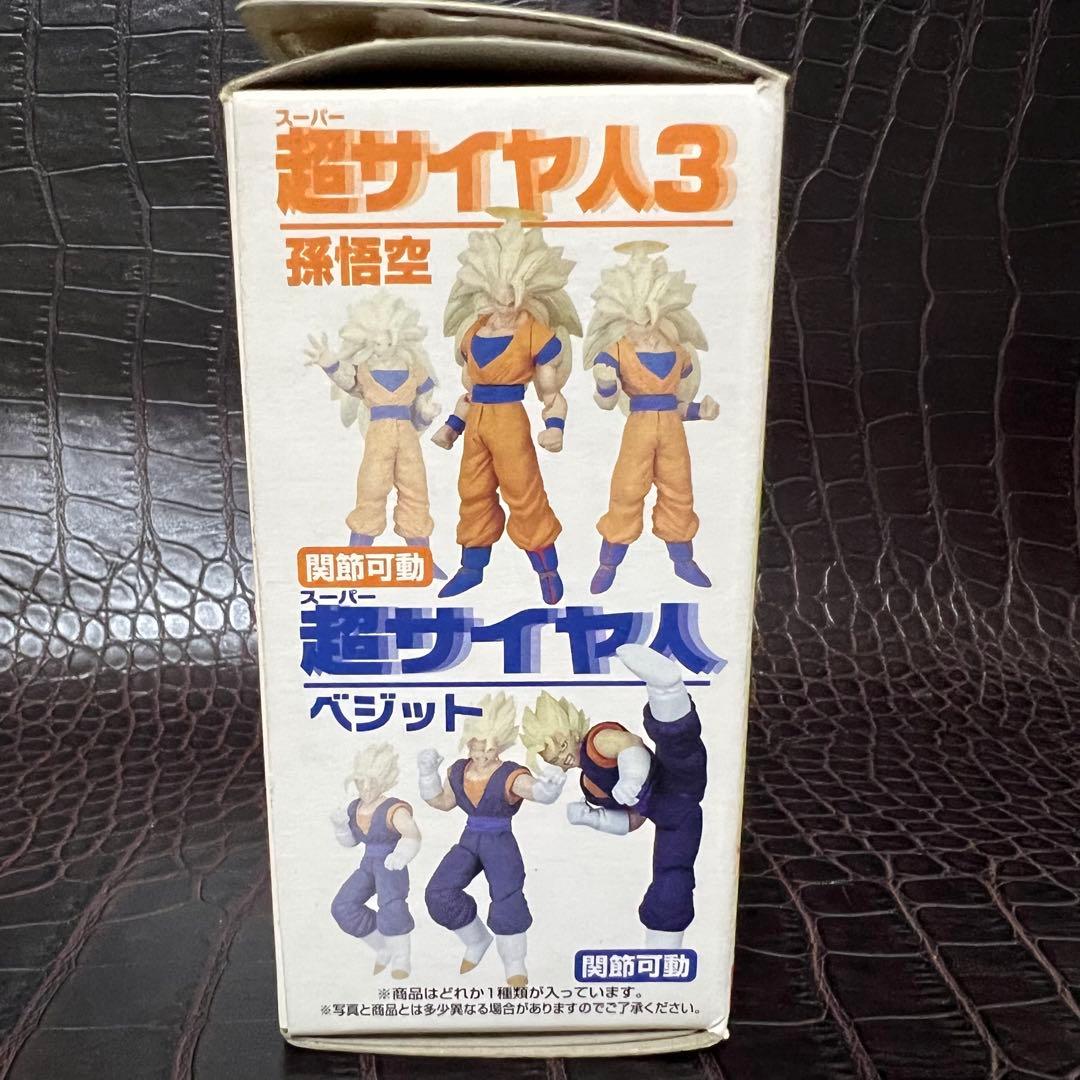 スーパー
超サイヤ人3
孫悟空
関節可動
スーパー
超サイヤ人
ベジット
関節可動
※商品はどれか1種類が入っています。
※写真と商品とは多少異なる場合がありますのでご了承ください。